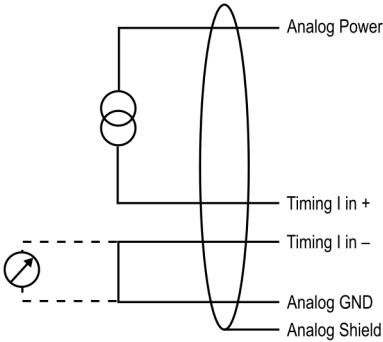 Analog Power
Timing I in +
Timing I in –
Analog GND
Analog Shield